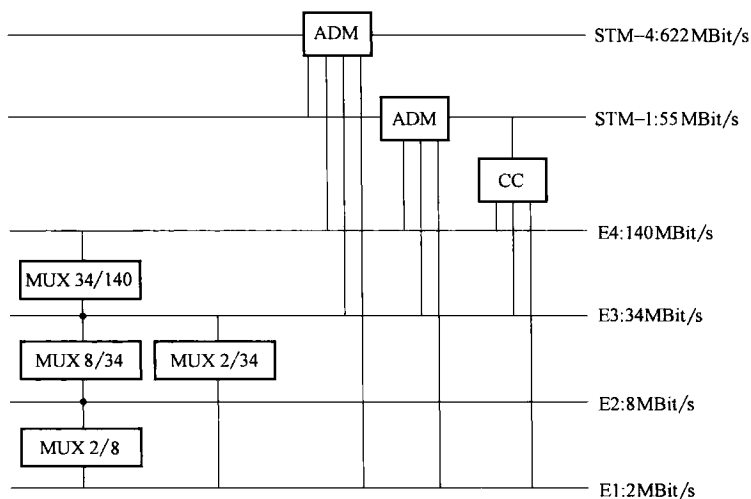 ADM
STM–4:622MBit/s
ADM
STM–1:55MBit/s
CC
E4:140MBit/s
MUX 34/140
E3:34MBit/s
MUX 8/34
MUX 2/34
E2:8MBit/s
MUX 2/8
E1:2MBit/s